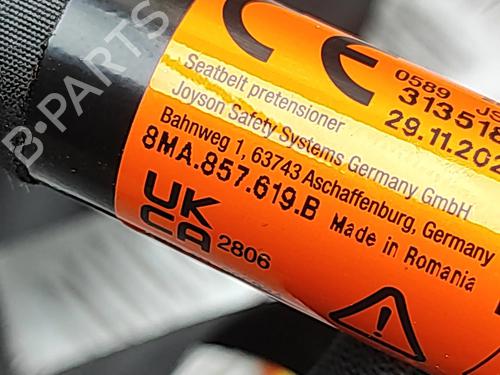 B-PARTS
CE
0589 JS
313518
29.11.202
Seatbelt pretensioner
Joyson Safety Systems Germany GmbH
Bahnweg 1, 63743 Aschaffenburg, Germany
8MA.857.619.B Made in Romania
UK
CA 2806